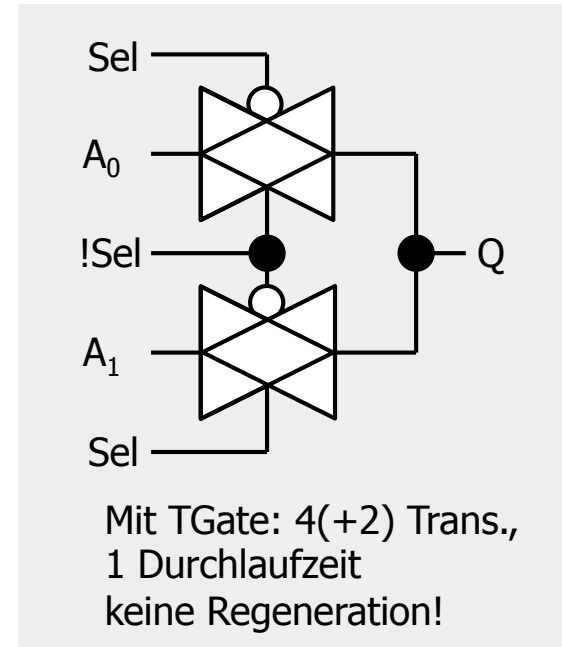 Sel
A₀
!Sel
Q
A₁
Sel
Mit TGate: 4(+2) Trans.,
1 Durchlaufzeit
keine Regeneration!